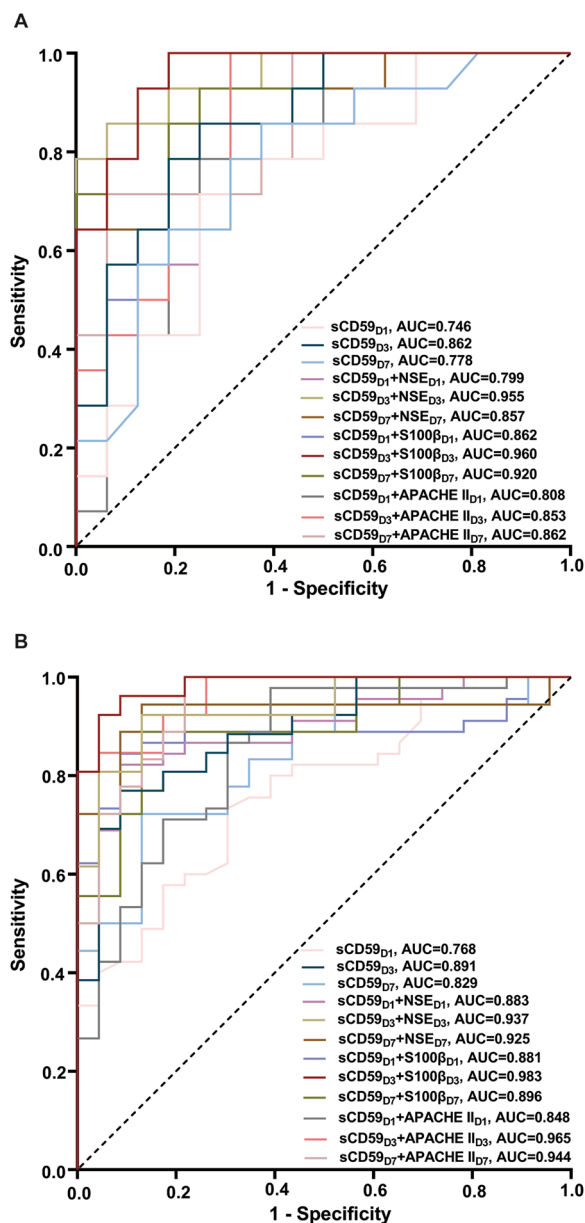 A
Sensitivity
1.0
0.8
0.6
0.4
0.2
0.0
sCD59D1, AUC=0.746
sCD59D3, AUC=0.862
sCD59D7, AUC=0.778
sCD59D1+NSED1, AUC=0.799
sCD59D3+NSED3, AUC=0.955
sCD59D7+NSED7, AUC=0.857
sCD59D1+S100βD1, AUC=0.862
sCD59D3+S100βD3, AUC=0.960
sCD59D7+S100βD7, AUC=0.920
sCD59D1+APACHE IID1, AUC=0.808
sCD59D3+APACHE IID3, AUC=0.853
sCD59D7+APACHE IID7, AUC=0.862
0.0 0.2 0.4 0.6 0.8 1.0
1 - Specificity
B
Sensitivity
1.0
0.8
0.6
0.4
0.2
0.0
sCD59D1, AUC=0.768
sCD59D3, AUC=0.891
sCD59D7, AUC=0.829
sCD59D1+NSED1, AUC=0.883
sCD59D3+NSED3, AUC=0.937
sCD59D7+NSED7, AUC=0.925
sCD59D1+S100βD1, AUC=0.881
sCD59D3+S100βD3, AUC=0.983
sCD59D7+S100βD7, AUC=0.896
sCD59D1+APACHE IID1, AUC=0.848
sCD59D3+APACHE IID3, AUC=0.965
sCD59D7+APACHE IID7, AUC=0.944
0.0 0.2 0.4 0.6 0.8 1.0
1 - Specificity